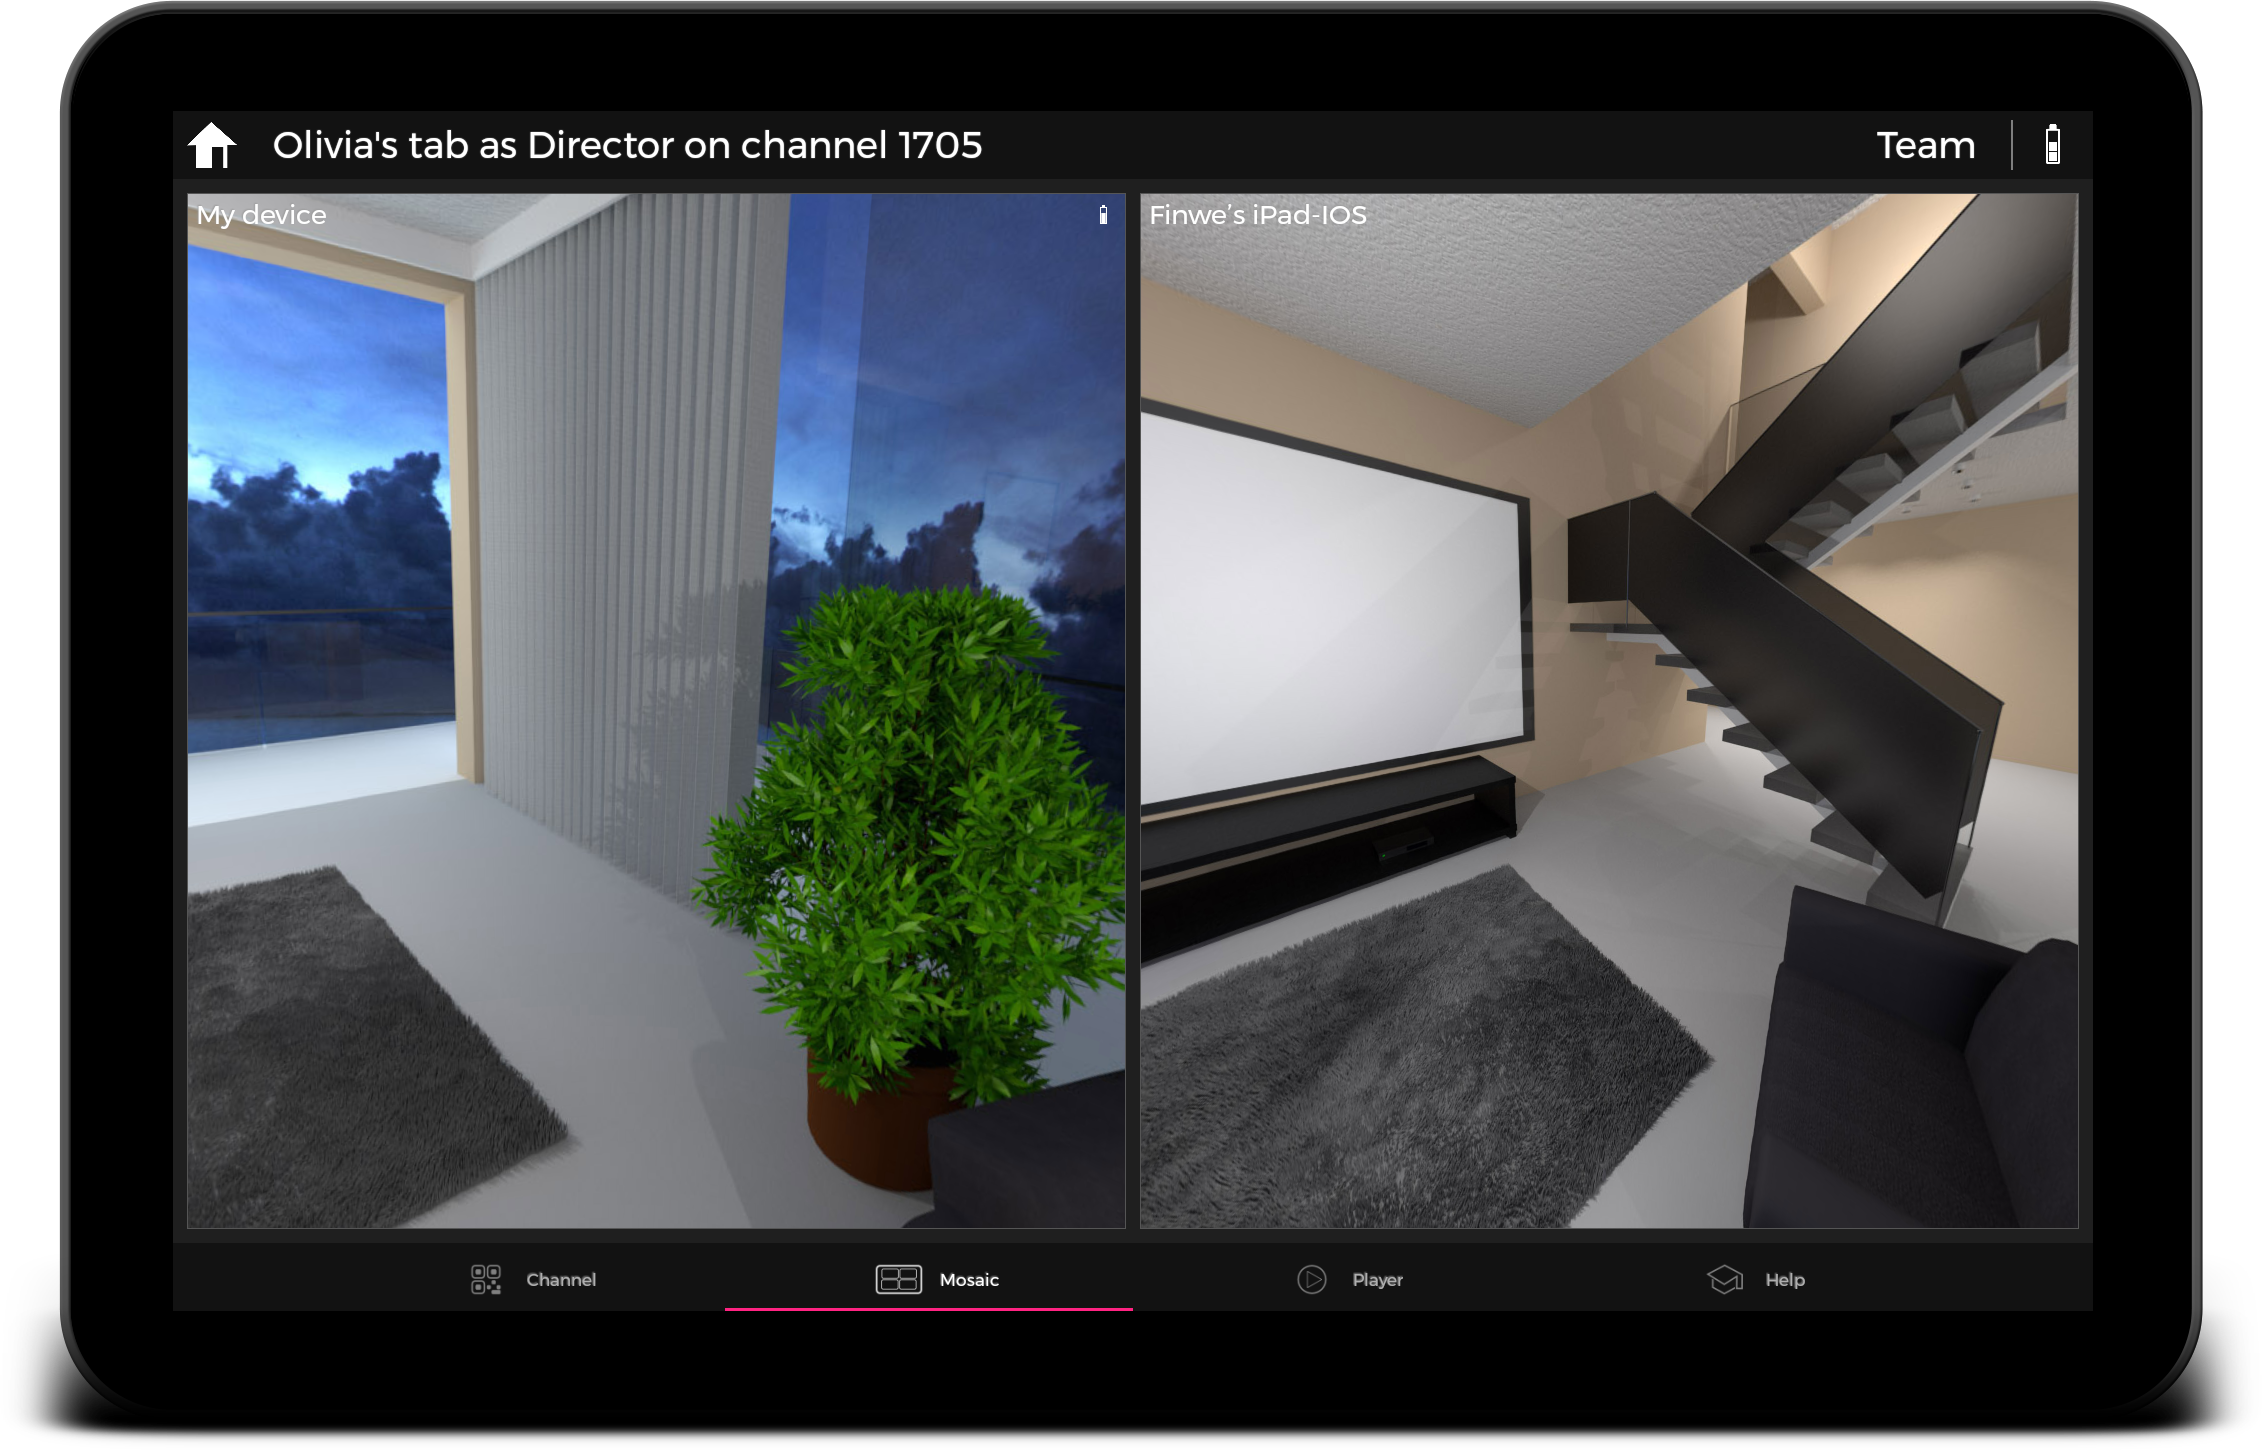 Olivia's tab as Director on channel 1705
Team
My device
Finwe’s iPad-IOS
Channel
Mosaic
Player
Help